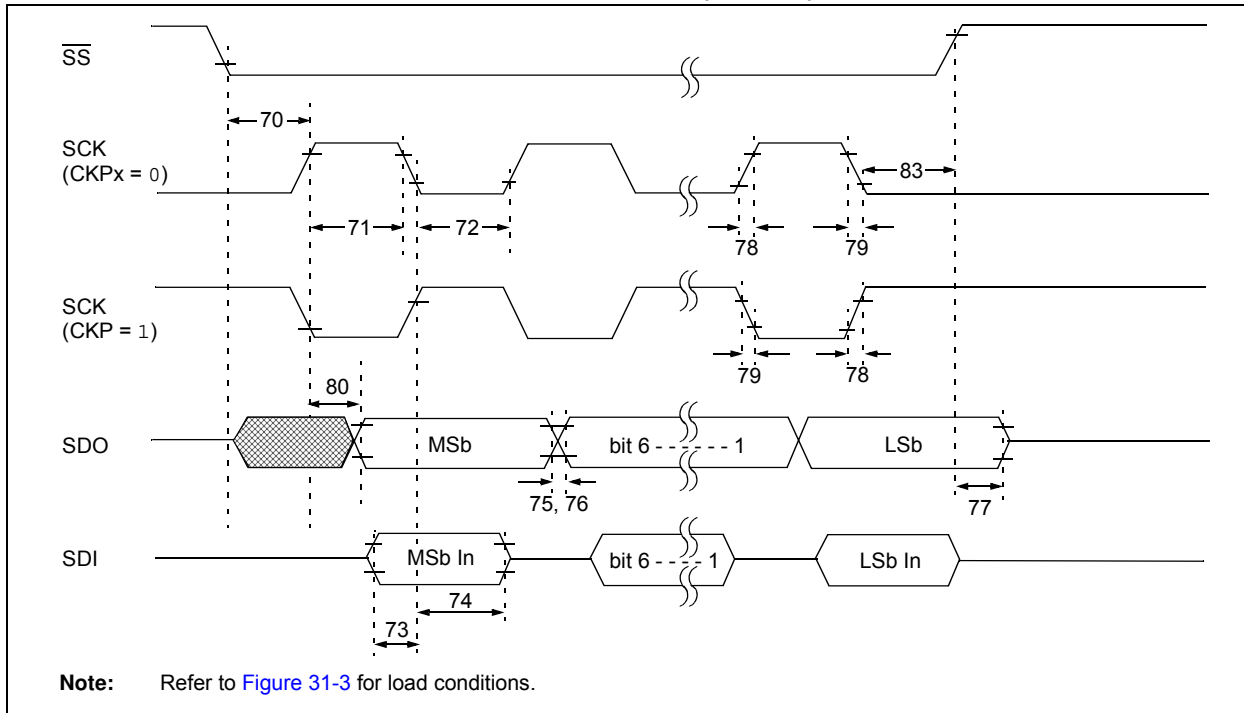 SS
70
SCK
(CKPx = 0)
83
71
72
78
79
SCK
(CKP = 1)
79
78
80
SDO
MSb
bit 6 - - - - - - 1
LSb
75, 76
77
SDI
MSb In
bit 6 - - - - 1
LSb In
74
73
Note: Refer to Figure 31-3 for load conditions.